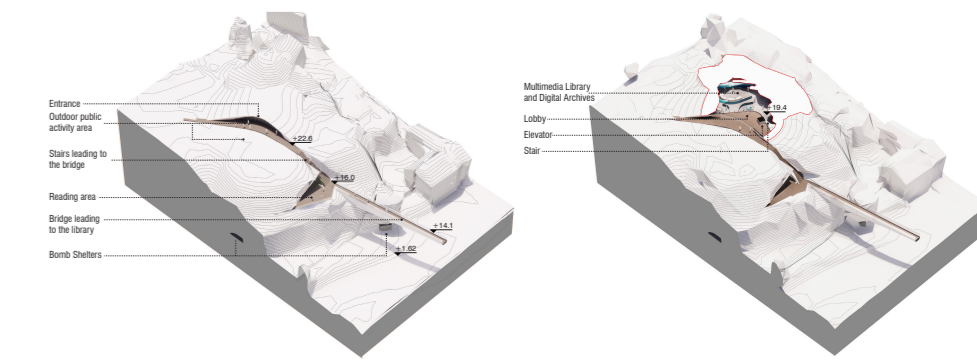 Entrance
Outdoor public
activity area
+22.6
Stairs leading to
the bridge
+16.0
Reading area
Bridge leading
to the library
+14.1
Bomb Shelters
+1.62
Multimedia Library
and Digital Archives
+19.4
Lobby
Elevator
Stair